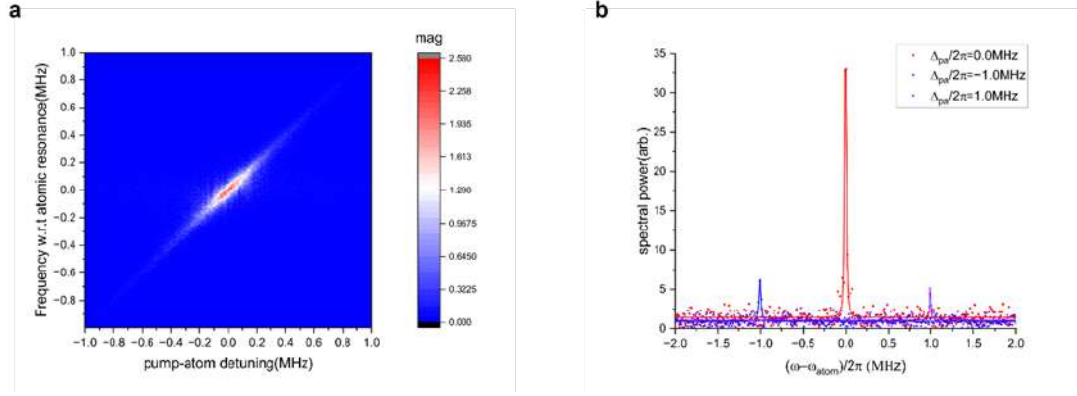 a
mag
2.580
2.258
1.935
1.613
1.290
0.9675
0.6450
0.3225
0.000
Frequency w.r.t atomic resonance(MHz)
1.0
0.8
0.6
0.4
0.2
0.0
−0.2
−0.4
−0.6
−0.8
−1.0 −0.8 −0.6 −0.4 −0.2 0.0 0.2 0.4 0.6 0.8 1.0
pump-atom detuning(MHz)
b
Δpa/2π=0.0MHz
Δpa/2π=−1.0MHz
Δpa/2π=1.0MHz
spectral power(arb.)
35
30
25
20
15
10
5
0
−2.0 −1.5 −1.0 −0.5 0.0 0.5 1.0 1.5 2.0
(ω−ωatom)/2π (MHz)